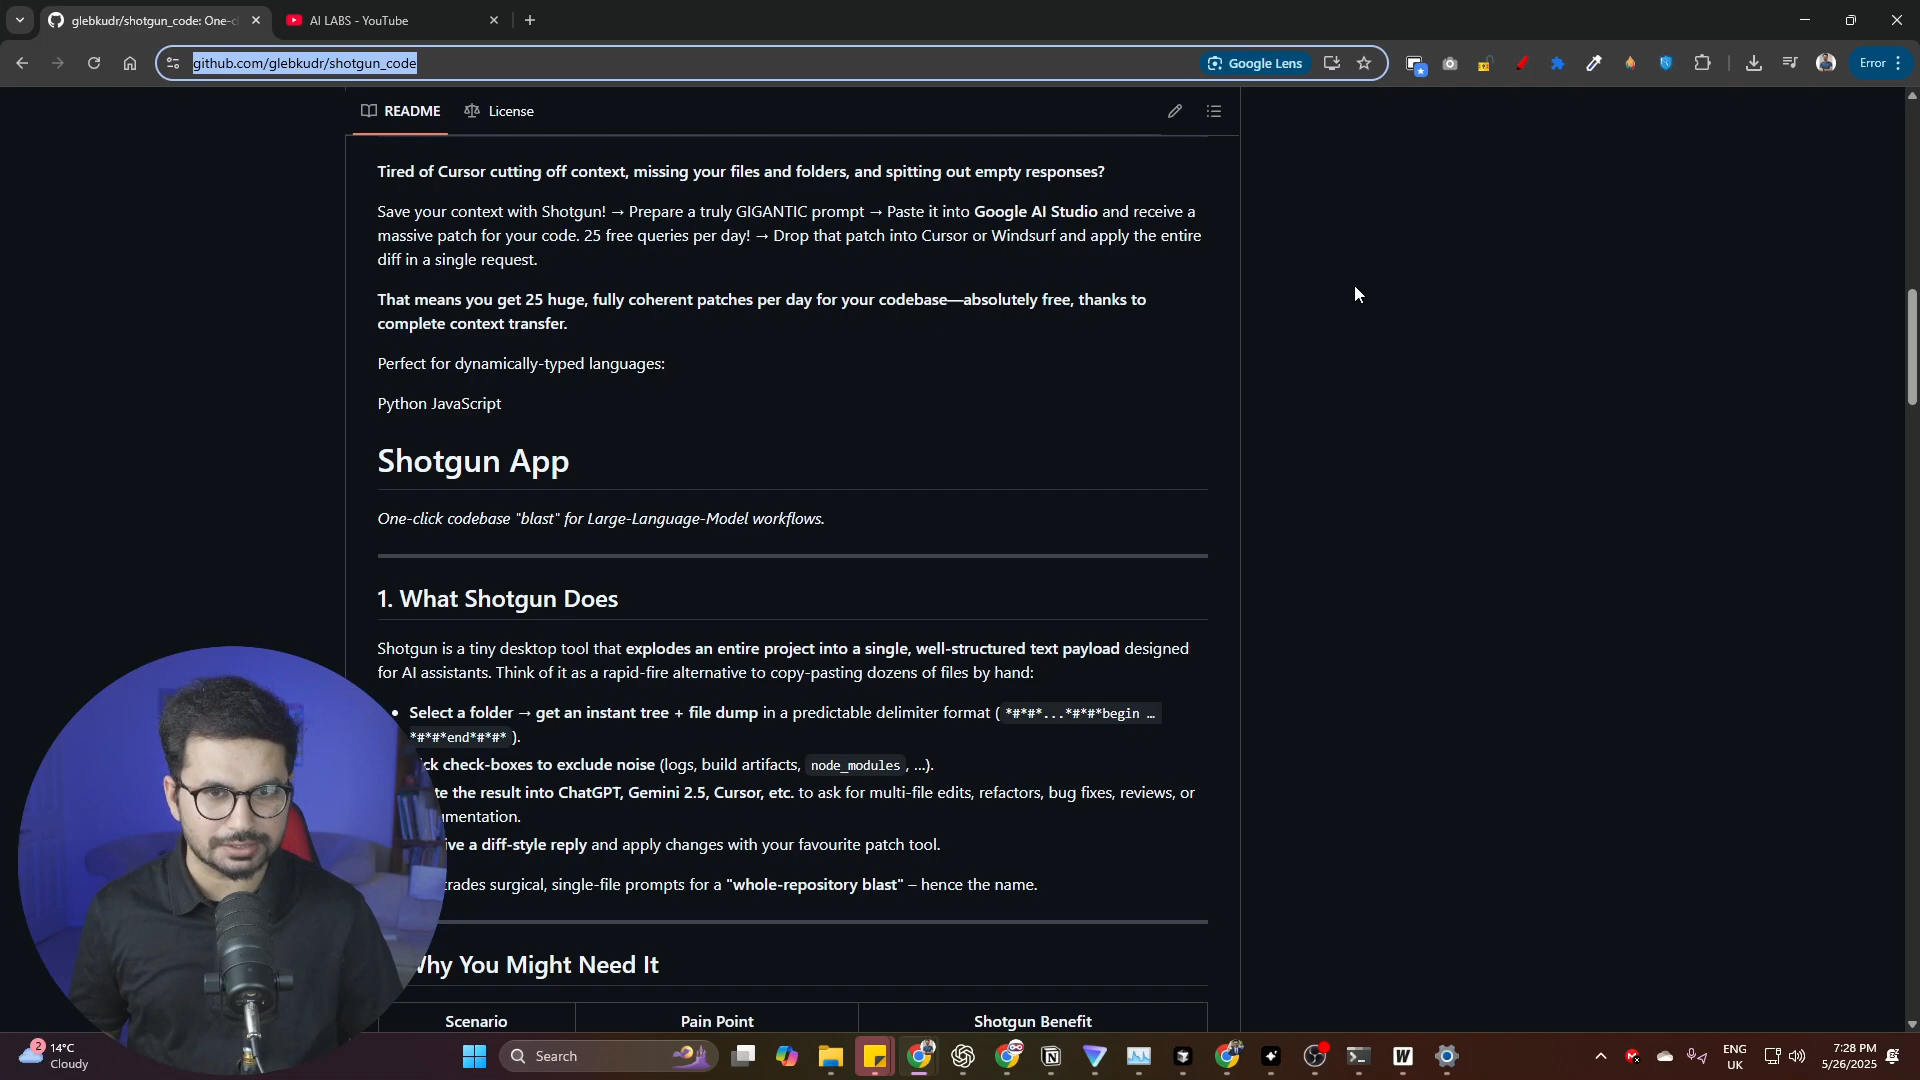 glebkudr/shotgun_code: One-c
AI LABS - YouTube
github.com/glebkudr/shotgun_code
Google Lens
Error
README
License
Tired of Cursor cutting off context, missing your files and folders, and spitting out empty responses?
Save your context with Shotgun! → Prepare a truly GIGANTIC prompt → Paste it into Google AI Studio and receive a
massive patch for your code. 25 free queries per day! → Drop that patch into Cursor or Windsurf and apply the entire
diff in a single request.
That means you get 25 huge, fully coherent patches per day for your codebase—absolutely free, thanks to
complete context transfer.
Perfect for dynamically-typed languages:
Python JavaScript
Shotgun App
One-click codebase "blast" for Large-Language-Model workflows.
1. What Shotgun Does
Shotgun is a tiny desktop tool that explodes an entire project into a single, well-structured text payload designed
for AI assistants. Think of it as a rapid-fire alternative to copy-pasting dozens of files by hand:
• Select a folder → get an instant tree + file dump in a predictable delimiter format ( *#*#*...*#*#*begin …
*#*#*end*#*#* ).
ck check-boxes to exclude noise (logs, build artifacts, node_modules , …).
te the result into ChatGPT, Gemini 2.5, Cursor, etc. to ask for multi-file edits, refactors, bug fixes, reviews, or
umentation.
ive a diff-style reply and apply changes with your favourite patch tool.
trades surgical, single-file prompts for a "whole-repository blast" – hence the name.
Why You Might Need It
Scenario
Pain Point
Shotgun Benefit
2
14°C
Cloudy
Search
ENG
UK
7:28 PM
5/26/2025